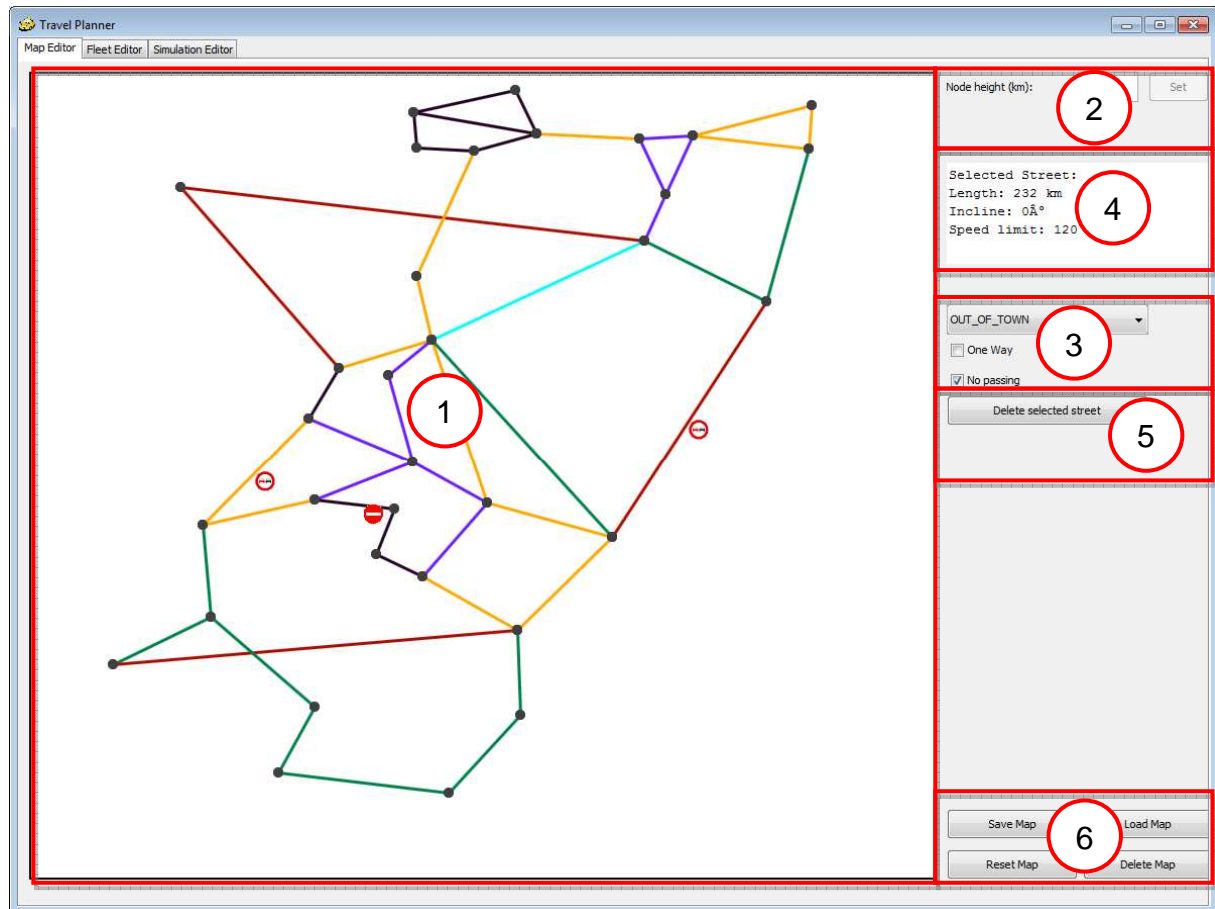 Travel Planner
Map Editor
Fleet Editor
Simulation Editor
Node height (km):
Set
2
Selected Street:
Length: 232 km
Incline: 0Â°
Speed limit: 120
4
OUT_OF_TOWN
One Way
No passing
3
1
Delete selected street
5
Save Map
Load Map
6
Reset Map
Delete Map